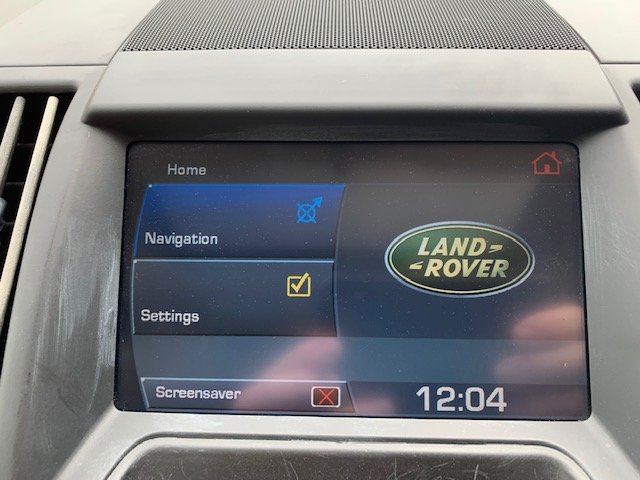 Home
Navigation
Settings
LAND-
-ROVER
Screensaver
12:04